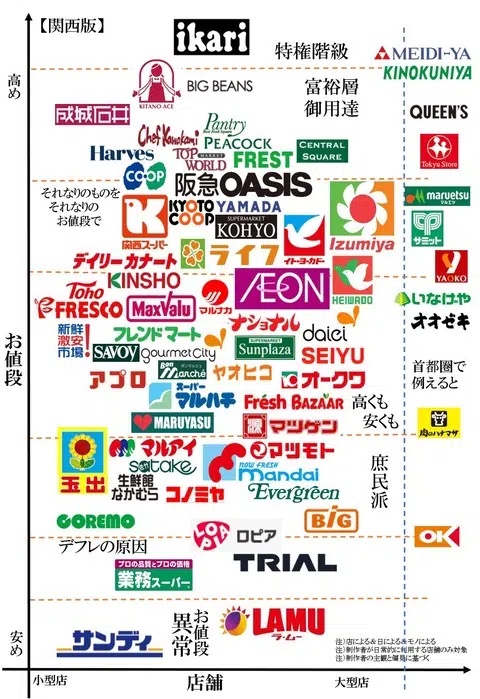 【関西版】
ikari
特権階級
MEIDI-YA
KINOKUNIYA
高め
KITANO ACE
BIG BEANS
富裕層
御用達
成城石井
QUEEN'S
Chef Kanokami
Pantry
PEACOCK
CENTRAL
SQUARE
Tokyu Store
Harves
TOP
MARKET
WORLD
FREST
CO・OP
阪急OASIS
それなりのものを
それなりの
お値段で
関西スーパー
KYOTO
COOP
YAMADA
SUPERMARKET
KOHYO
イトーヨーカドー
Izumiya
maruetsu
マルエツ
サミット
デイリーカナート
ライフ
YAOKO
KINSHO
ÆON
HEIWADO
Toho
FRESCO
MaxValu
マルナカ
いなげや
オオゼキ
お値段
新鮮
激安
市場!
フレンドマート
ナショナル
daiei
SAVOY
gourmetCity
Sunplaza
SEIYU
首都圏で
例えると
アプロ
Bon
marché
ヤオヒコ
オークワ
スーパー
マルハチ
Frésh BAZAAR
高くも
安くも
MARUYASU
マツゲン
肉のハナマサ
玉出
マルアイ
satake
マツモト
NOW FRESH
mandai
庶民派
生鮮館
なかむら
コノミヤ
Evergreen
GOREMO
BiG
デフレの原因
ロピア
OK
TRIAL
プロの品質とプロの価格
業務スーパー
お値段
異常
LAMU
ラ・ムー
安め
サンディ
注)店による&日による&モノによる
注)制作者が日常的に利用する店舗のみ対象
注)制作者の主観と偏見に基づく
小型店
店舗
大型店